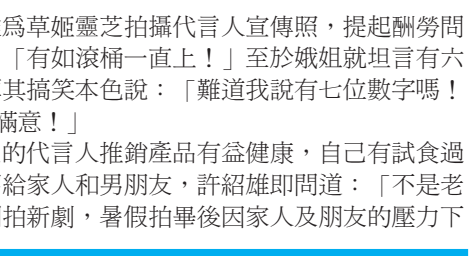 為草姬靈芝拍攝代言人宣傳照，提起酬勞問
「有如滾桶一直上！」至於娥姐就坦言有六
其搞笑本色說：「難道我說有七位數字嗎！
滿意！」
的代言人推銷產品有益健康，自己有試食過
給家人和男朋友，許紹雄即問道：「不是老
拍新劇，暑假拍畢後因家人及朋友的壓力下